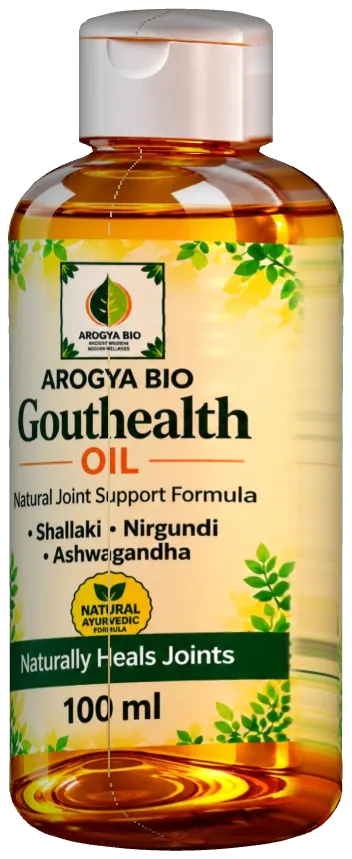 AROGYA BIO
ANCIENT WISDOM
MODERN WELLNESS
AROGYA BIO
Gouthealth
OIL
Natural Joint Support Formula
• Shallaki • Nirgundi
• Ashwagandha
NATURAL
AYURVEDIC
FORMULA
Naturally Heals Joints
100 ml